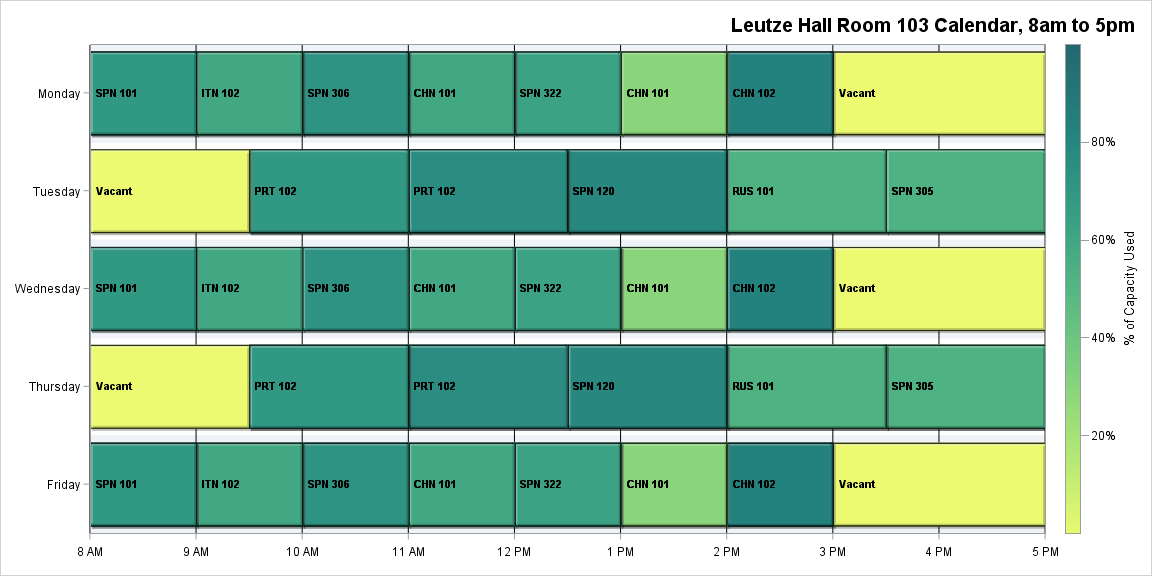 Leutze Hall Room 103 Calendar, 8am to 5pm
Monday
SPN 101
ITN 102
SPN 306
CHN 101
SPN 322
CHN 101
CHN 102
Vacant
Tuesday
Vacant
PRT 102
PRT 102
SPN 120
RUS 101
SPN 305
Wednesday
SPN 101
ITN 102
SPN 306
CHN 101
SPN 322
CHN 101
CHN 102
Vacant
Thursday
Vacant
PRT 102
PRT 102
SPN 120
RUS 101
SPN 305
Friday
SPN 101
ITN 102
SPN 306
CHN 101
SPN 322
CHN 101
CHN 102
Vacant
8 AM
9 AM
10 AM
11 AM
12 PM
1 PM
2 PM
3 PM
4 PM
5 PM
80%
60%
40%
20%
% of Capacity Used